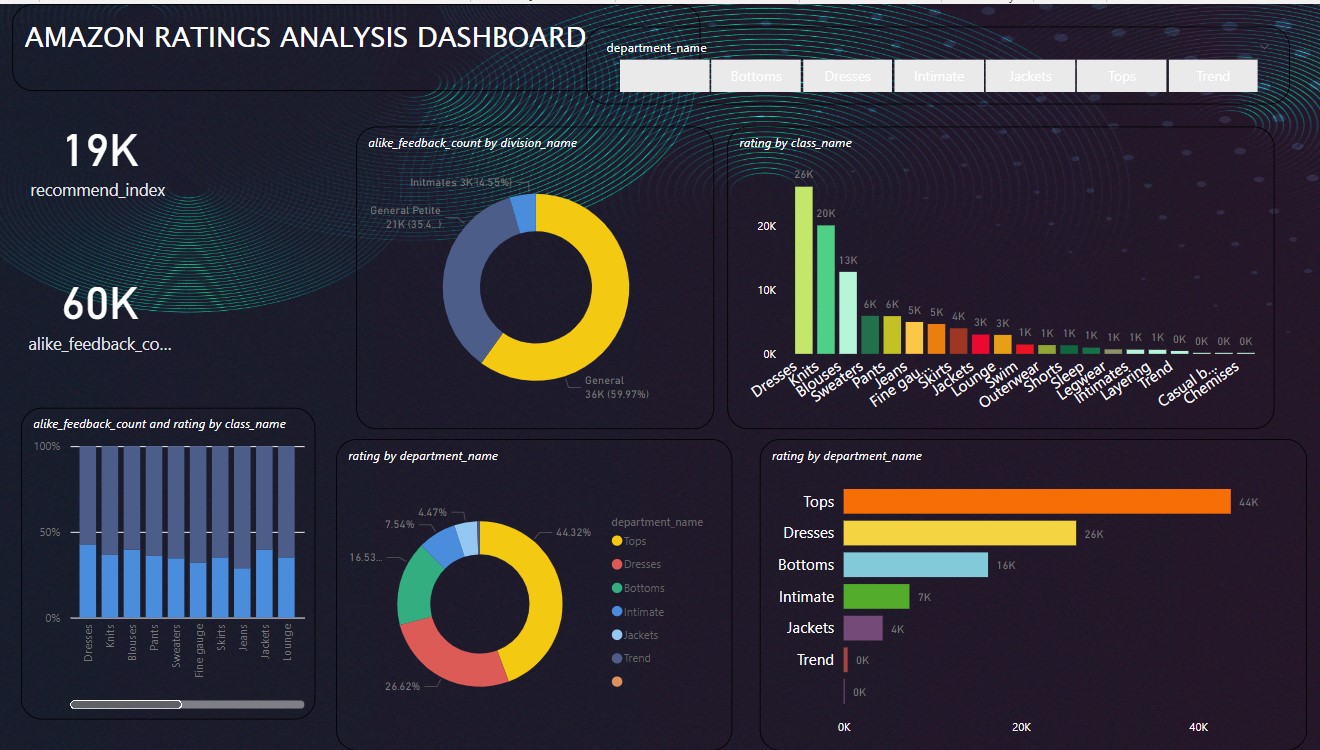 AMAZON RATINGS ANALYSIS DASHBOARD
department_name
Bottoms Dresses Intimate Jackets Tops Trend
19K
recommend_index
60K
alike_feedback_co...
alike_feedback_count by division_name
Initmates 3K (4.55%)
General Petite
21K (35.4...)
General
36K (59.97%)
rating by class_name
20K
10K
0K
26K
20K
13K
6K
6K
5K
5K
4K
3K
3K
1K
1K
1K
1K
1K
1K
1K
0K
0K
0K
0K
Dresses
Knits
Blouses
Sweaters
Pants
Jeans
Fine gau...
Skirts
Jackets
Lounge
Swim
Outerwear
Shorts
Sleep
Legwear
Intimates
Layering
Trend
Casual b...
Chemises
alike_feedback_count and rating by class_name
100%
50%
0%
Dresses
Knits
Blouses
Pants
Sweaters
Fine gauge
Skirts
Jeans
Jackets
Lounge
rating by department_name
4.47%
7.54%
16.53...
26.62%
44.32%
department_name
Tops
Dresses
Bottoms
Intimate
Jackets
Trend
rating by department_name
Tops 44K
Dresses 26K
Bottoms 16K
Intimate 7K
Jackets 4K
Trend 0K
0K
0K 20K 40K